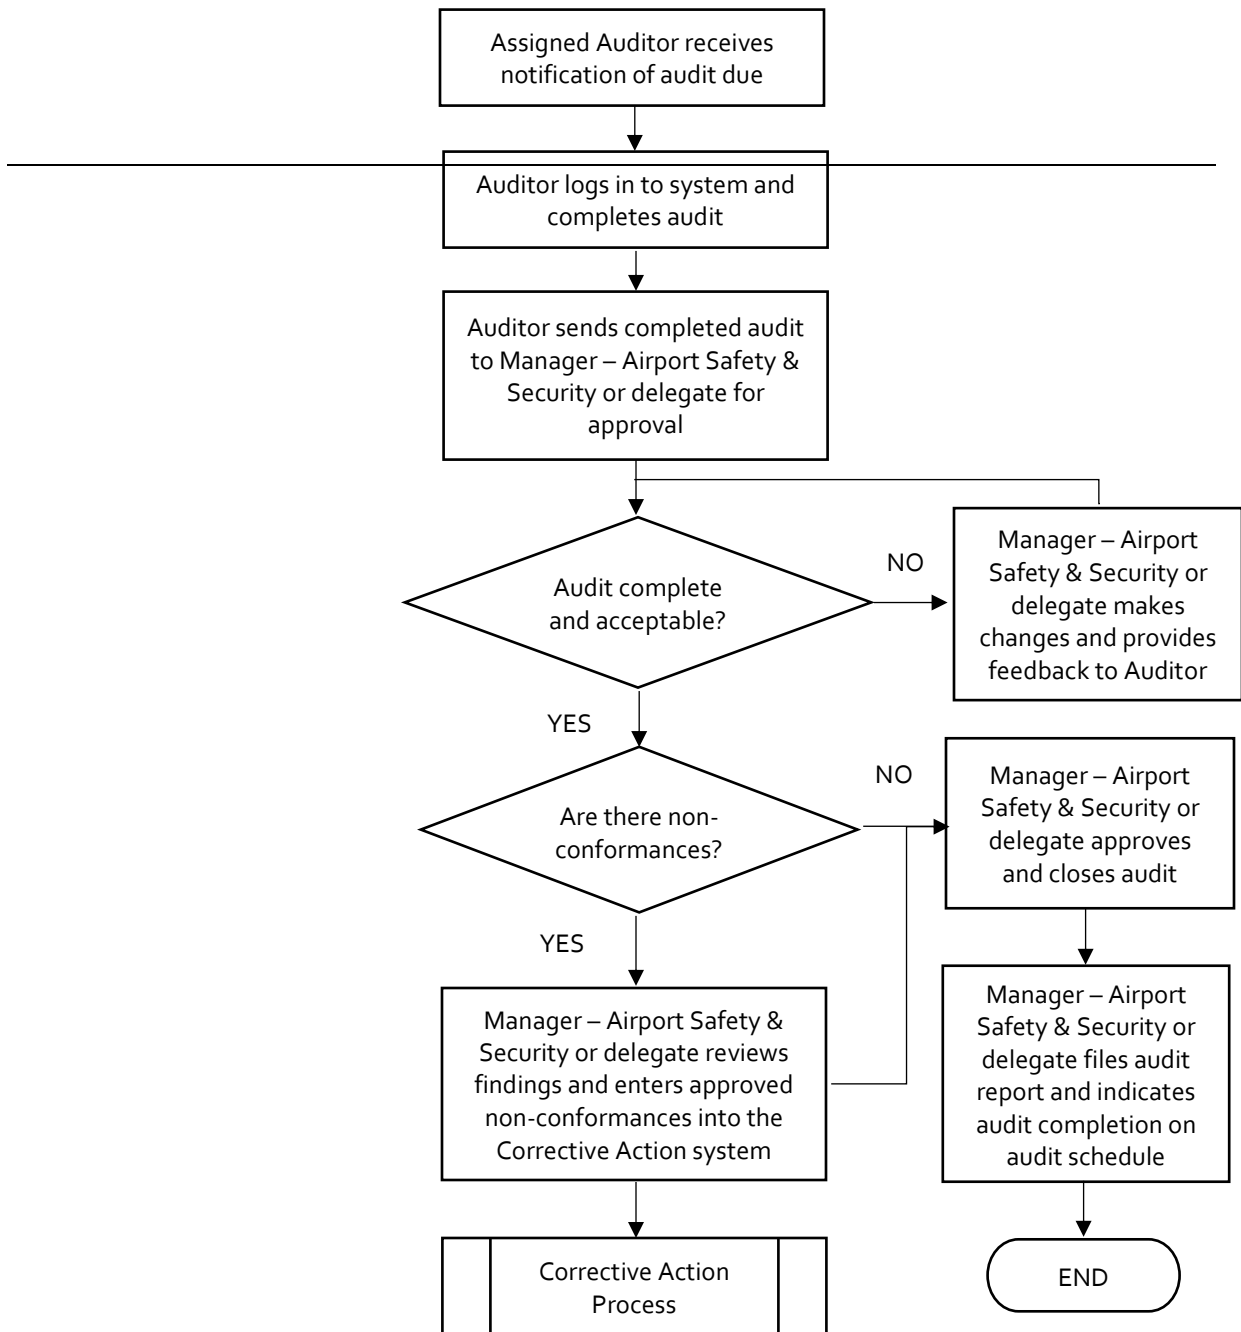 Assigned Auditor receives
notification of audit due
Auditor logs in to system and
completes audit
Auditor sends completed audit
to Manager – Airport Safety &
Security or delegate for
approval
Audit complete
and acceptable?
NO
Manager – Airport
Safety & Security or
delegate makes
changes and provides
feedback to Auditor
YES
Are there non-
conformances?
NO
Manager – Airport
Safety & Security or
delegate approves
and closes audit
YES
Manager – Airport Safety &
Security or delegate reviews
findings and enters approved
non-conformances into the
Corrective Action system
Manager – Airport
Safety & Security or
delegate files audit
report and indicates
audit completion on
audit schedule
Corrective Action
Process
END